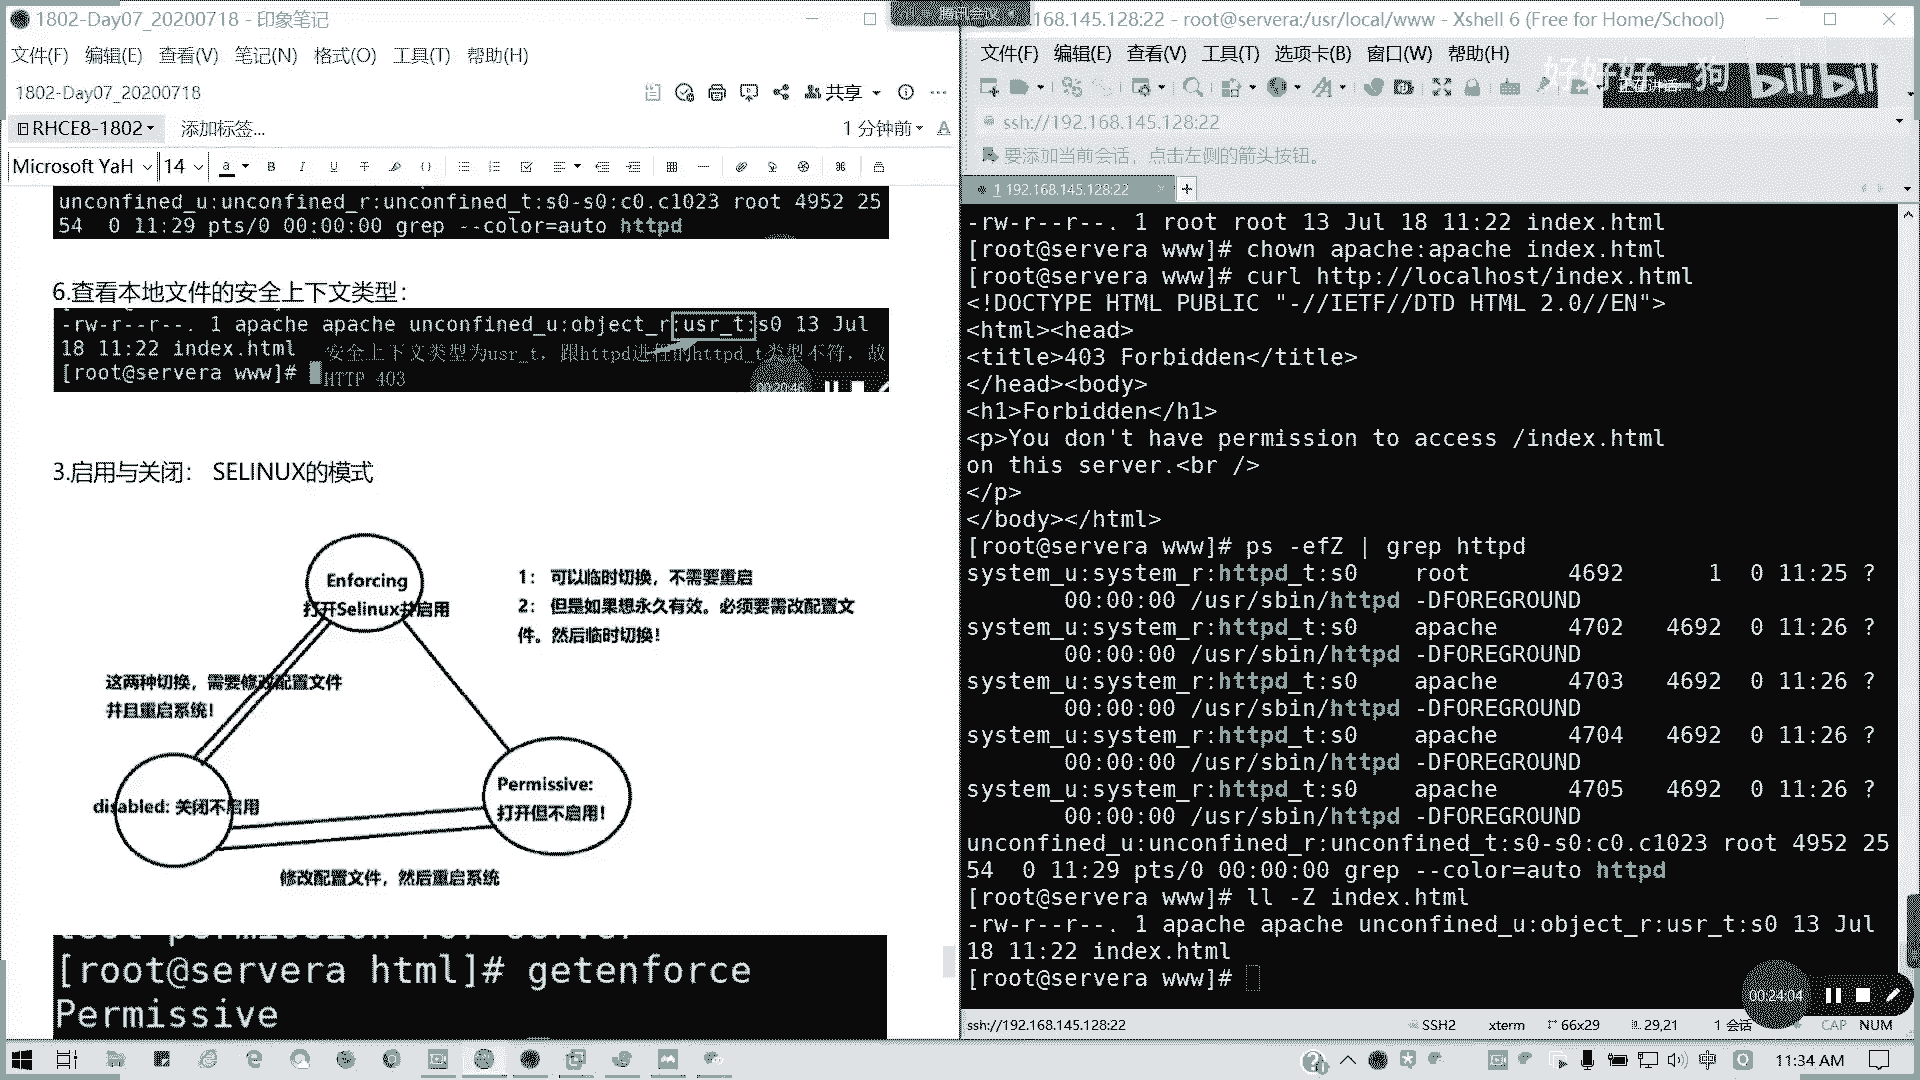 1802-Day07_20200718 - 印象笔记
文件(F) 编辑(E) 查看(V) 笔记(N) 格式(O) 工具(T) 帮助(H)
1802-Day07_20200718
共享
RHCE8-1802
添加标签...
1 分钟前
Microsoft YaH 14
unconfined_u:unconfined_r:unconfined_t:s0-s0:c0.c1023 root 4952 25
54  0 11:29 pts/0 00:00:00 grep --color=auto httpd
6.查看本地文件的安全上下文类型：
-rw-r--r--. 1 apache apache unconfined_u:object_r:usr_t:s0 13 Jul
18 11:22 index.html
安全上下文类型为usr_t，跟httpd进程的httpd_t类型不符，故
[root@servera www]#
HTTP 403
00:20:46
3.启用与关闭： SELINUX的模式
Enforcing
打开Selinux并启用
1： 可以临时切换，不需要重启
2： 但是如果想永久有效。必须要需改配置文
件。然后临时切换！
这两种切换，需要修改配置文件
并且重启系统！
disabled: 关闭不启用
Permissive:
打开但不启用！
修改配置文件，然后重启系统
[root@servera html]# getenforce
Permissive
腾讯会议
168.145.128:22 - root@servera:/usr/local/www - Xshell 6 (Free for Home/School)
文件(F) 编辑(E) 查看(V) 工具(T) 选项卡(B) 窗口(W) 帮助(H)
bilibili
ssh://192.168.145.128:22
要添加当前会话，点击左侧的箭头按钮。
1 192.168.145.128:22
-rw-r--r--. 1 root root 13 Jul 18 11:22 index.html
[root@servera www]# chown apache:apache index.html
[root@servera www]# curl http://localhost/index.html
<!DOCTYPE HTML PUBLIC "-//IETF//DTD HTML 2.0//EN">
<html><head>
<title>403 Forbidden</title>
</head><body>
<h1>Forbidden</h1>
<p>You don't have permission to access /index.html
on this server.<br />
</p>
</body></html>
[root@servera www]# ps -efZ | grep httpd
system_u:system_r:httpd_t:s0    root      4692      1  0 11:25 ?
00:00:00 /usr/sbin/httpd -DFOREGROUND
system_u:system_r:httpd_t:s0    apache    4702   4692  0 11:26 ?
00:00:00 /usr/sbin/httpd -DFOREGROUND
system_u:system_r:httpd_t:s0    apache    4703   4692  0 11:26 ?
00:00:00 /usr/sbin/httpd -DFOREGROUND
system_u:system_r:httpd_t:s0    apache    4704   4692  0 11:26 ?
00:00:00 /usr/sbin/httpd -DFOREGROUND
system_u:system_r:httpd_t:s0    apache    4705   4692  0 11:26 ?
00:00:00 /usr/sbin/httpd -DFOREGROUND
unconfined_u:unconfined_r:unconfined_t:s0-s0:c0.c1023 root 4952 25
54  0 11:29 pts/0 00:00:00 grep --color=auto httpd
[root@servera www]# ll -Z index.html
-rw-r--r--. 1 apache apache unconfined_u:object_r:usr_t:s0 13 Jul
18 11:22 index.html
[root@servera www]#
00:24:04
ssh://192.168.145.128:22 SSH2 xterm 66x29 29,21 1 会话 CAP NUM
中 11:34 AM